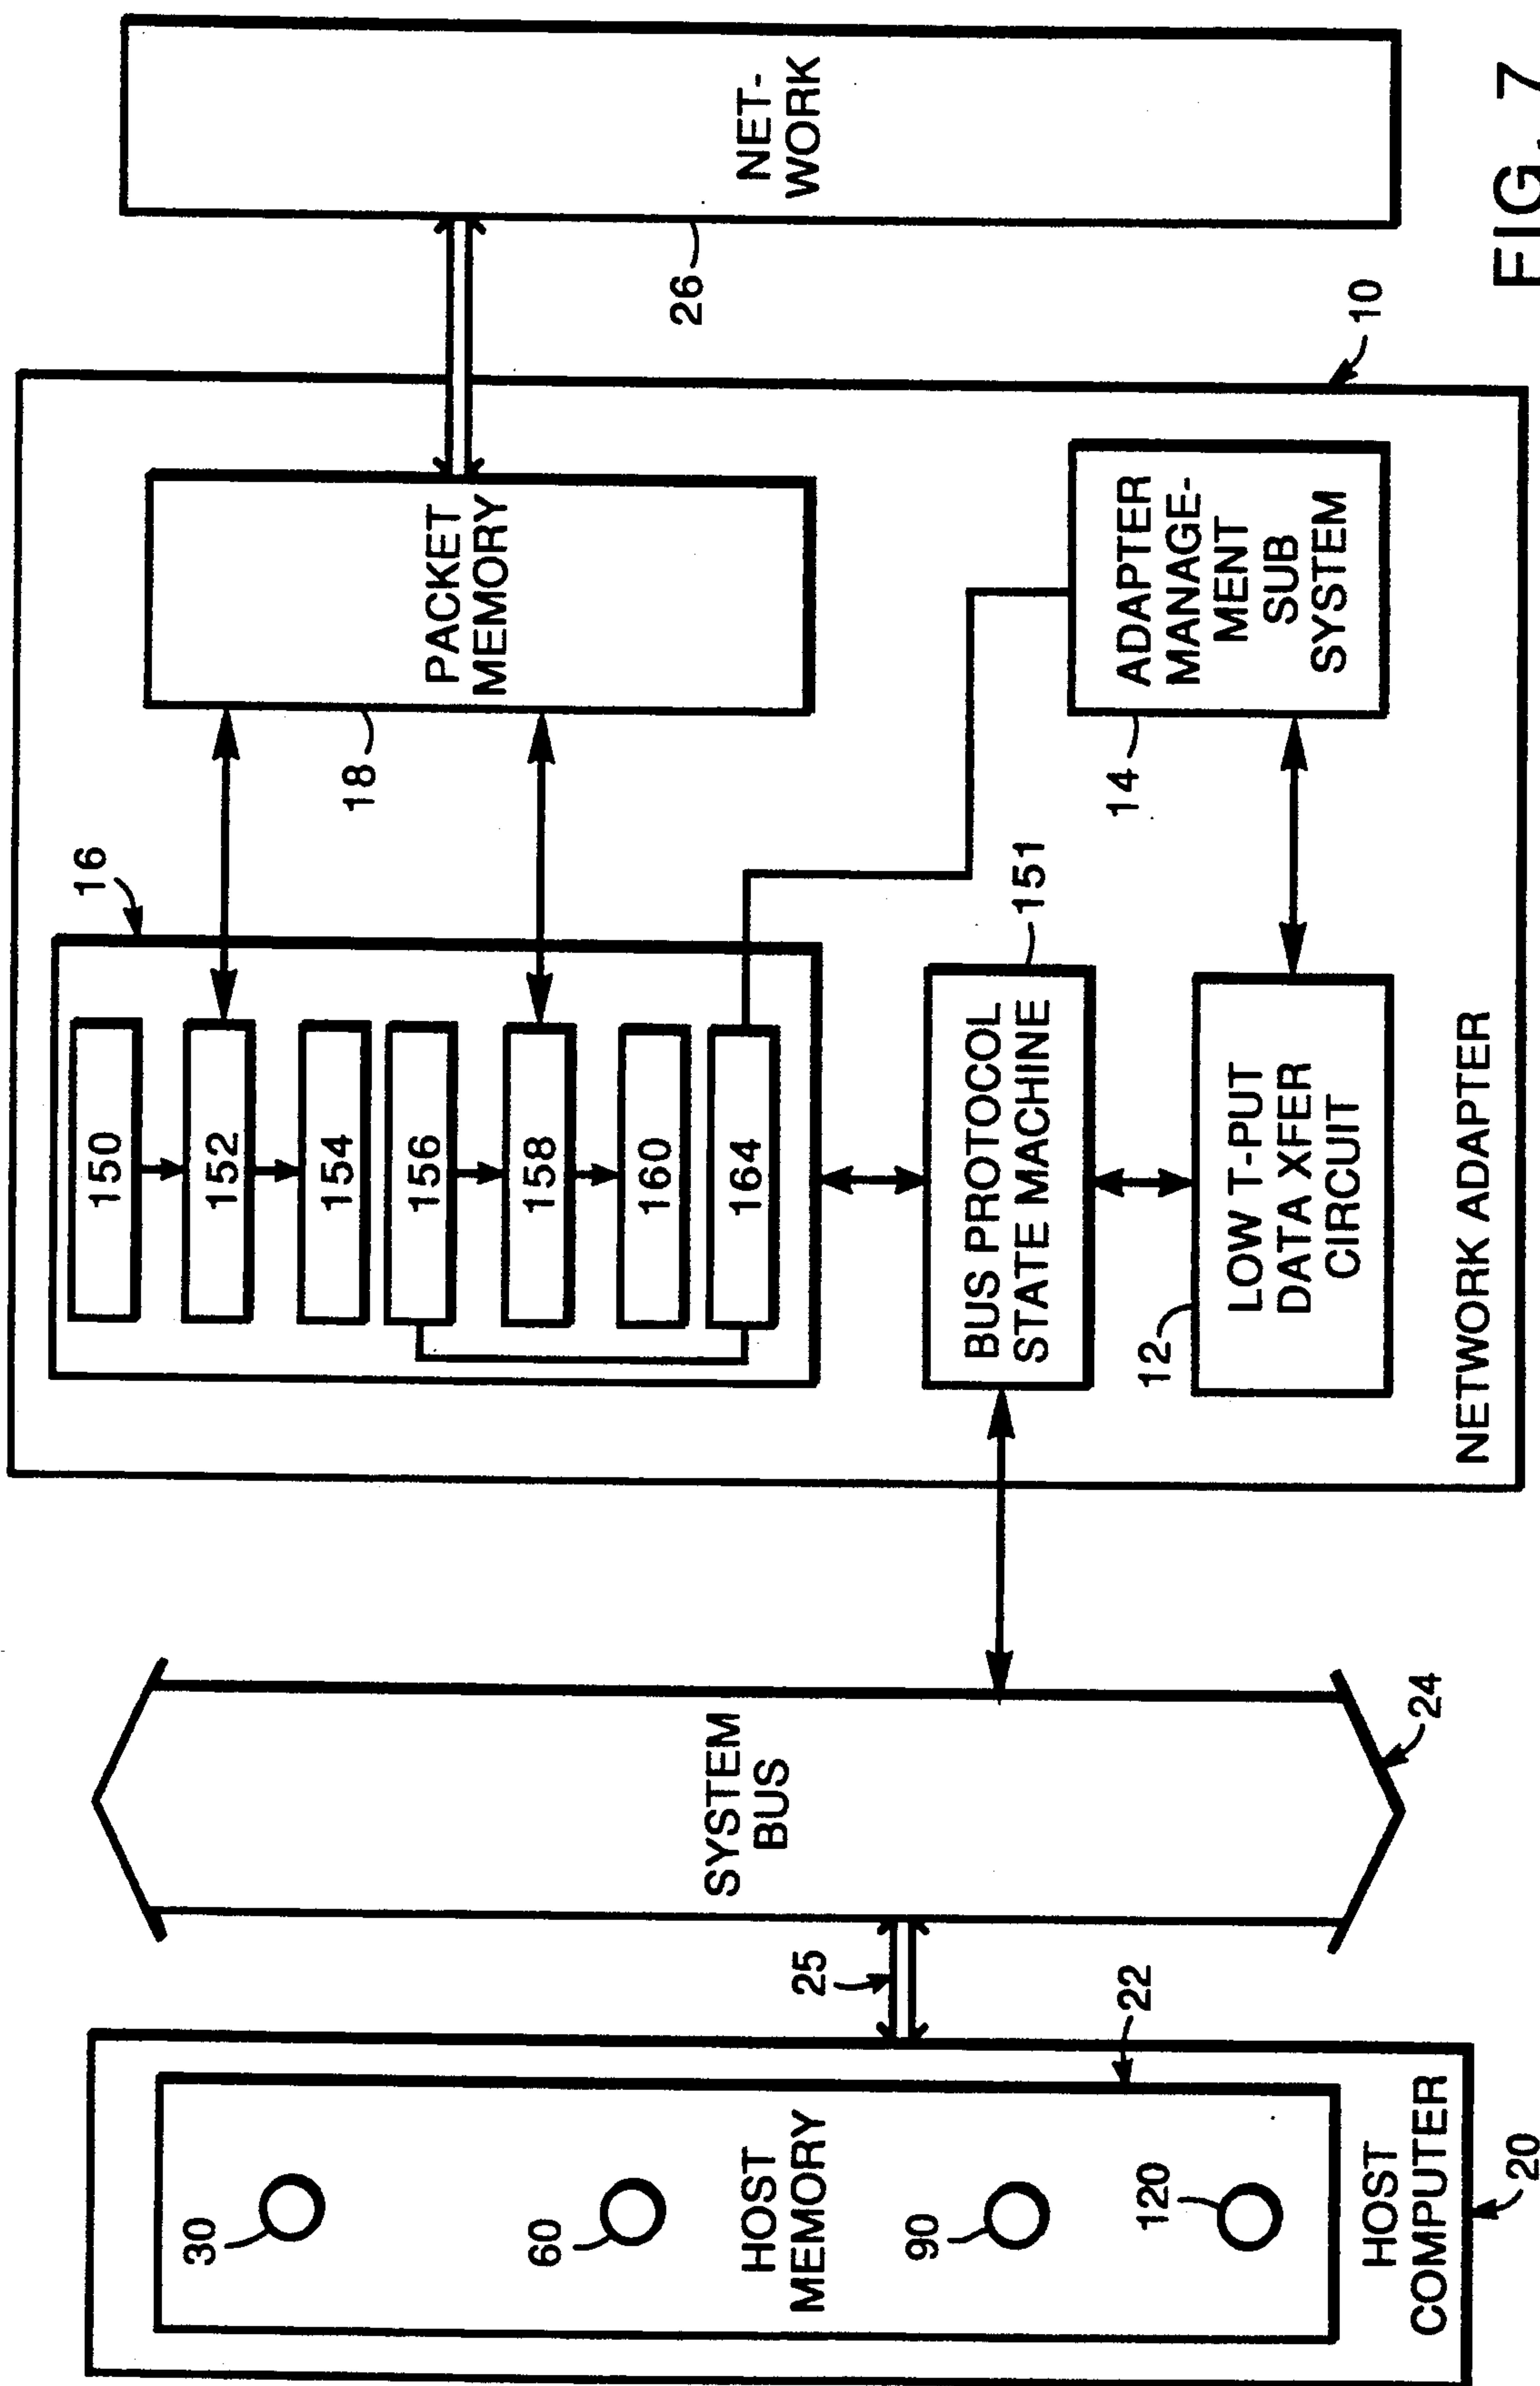 30
60
HOST
MEMORY
90
120
HOST
COMPUTER
20
22
25
SYSTEM
BUS
24
16
150
152
154
156
158
160
164
BUS PROTOCOL
STATE MACHINE
151
12
LOW T-PUT
DATA XFER
CIRCUIT
NETWORK ADAPTER
18
PACKET
MEMORY
14
ADAPTER
MANAGE-
MENT
SUB
SYSTEM
10
26
NET-
WORK
FIG. 7